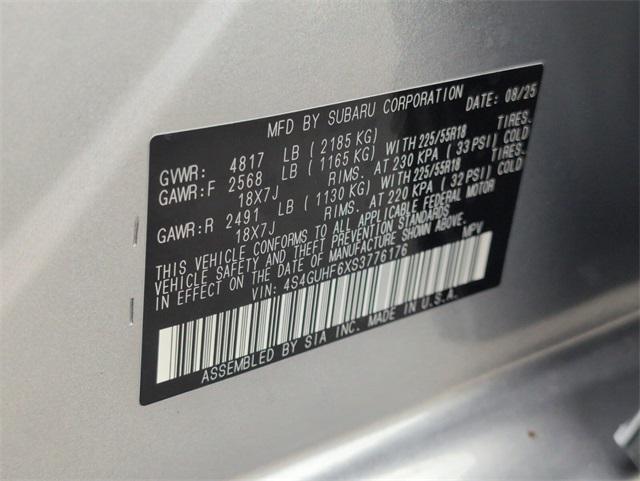 MFD BY SUBARU CORPORATION DATE: 08/25
GVWR: 4817 LB ( 2185 KG)
GAWR:F 2568 LB ( 1165 KG) WITH 225/55R18 TIRES.
18X7J RIMS. AT 230 KPA ( 33 PSI) COLD
GAWR:R 2491 LB ( 1130 KG) WITH 225/55R18 TIRES.
18X7J RIMS. AT 220 KPA ( 32 PSI) COLD
THIS VEHICLE CONFORMS TO ALL APPLICABLE FEDERAL MOTOR
VEHICLE SAFETY AND THEFT PREVENTION STANDARDS
IN EFFECT ON THE DATE OF MANUFACTURE SHOWN ABOVE.
VIN: 4S4GUHF6XS3776176 MPV
ASSEMBLED BY SIA INC. MADE IN U.S.A.